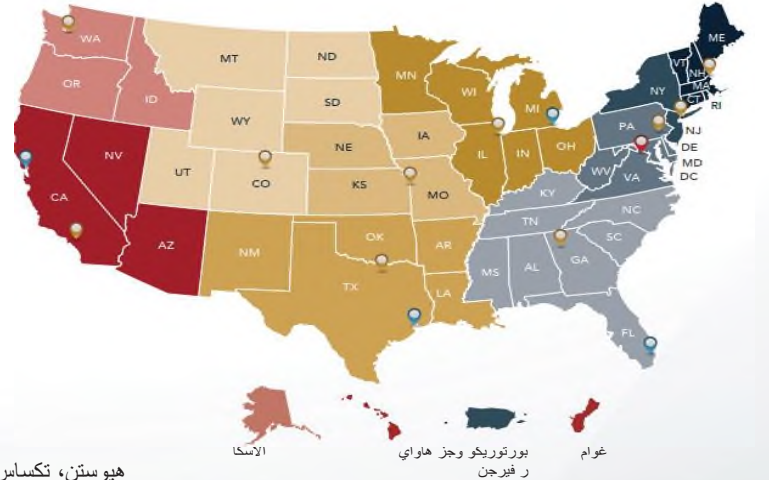 WA
MT
ND
MN
ME
OR
ID
SD
WI
MI
NY
VT
NH
MA
CT
RI
WY
NE
IA
PA
NJ
NV
UT
CO
IL
IN
OH
DE
MD
DC
CA
KS
MO
KY
WV
VA
AZ
NM
OK
AR
TN
NC
SC
TX
LA
MS
AL
GA
FL
الاسكا
بورتوريكو وجز هاواي
ر فيرجن
غوام
هيوستن، تكساس